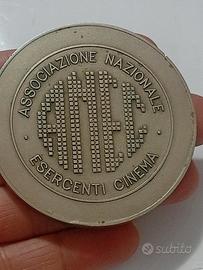 ASSOCIAZIONE NAZIONALE
ANEC
ESERCENTI CINEMA
subito